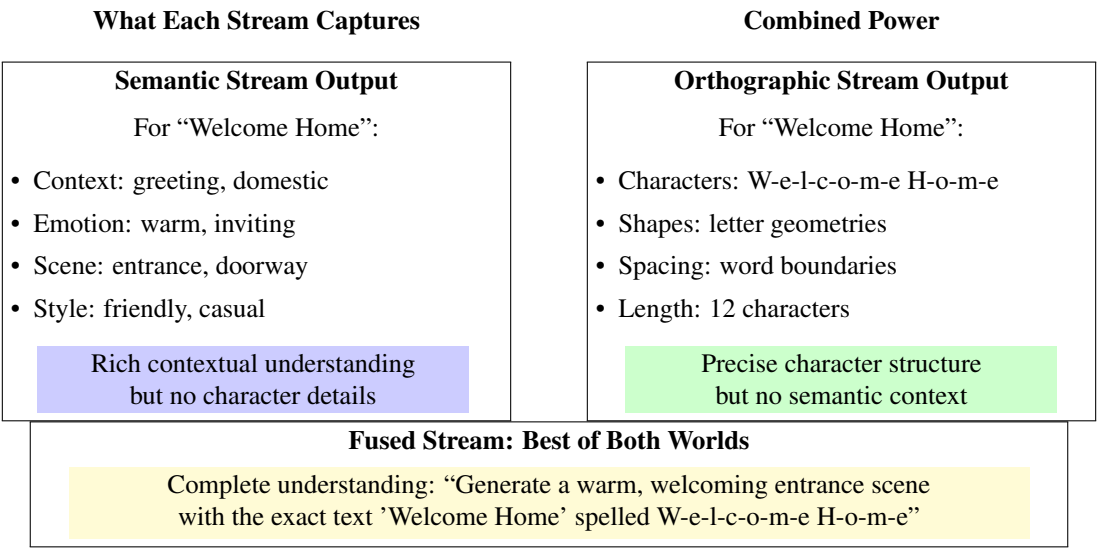 What Each Stream Captures
Semantic Stream Output
For “Welcome Home”:
• Context: greeting, domestic
• Emotion: warm, inviting
• Scene: entrance, doorway
• Style: friendly, casual
Rich contextual understanding
but no character details
Combined Power
Orthographic Stream Output
For “Welcome Home”:
• Characters: W-e-l-c-o-m-e H-o-m-e
• Shapes: letter geometries
• Spacing: word boundaries
• Length: 12 characters
Precise character structure
but no semantic context
Fused Stream: Best of Both Worlds
Complete understanding: “Generate a warm, welcoming entrance scene
with the exact text ’Welcome Home’ spelled W-e-l-c-o-m-e H-o-m-e”